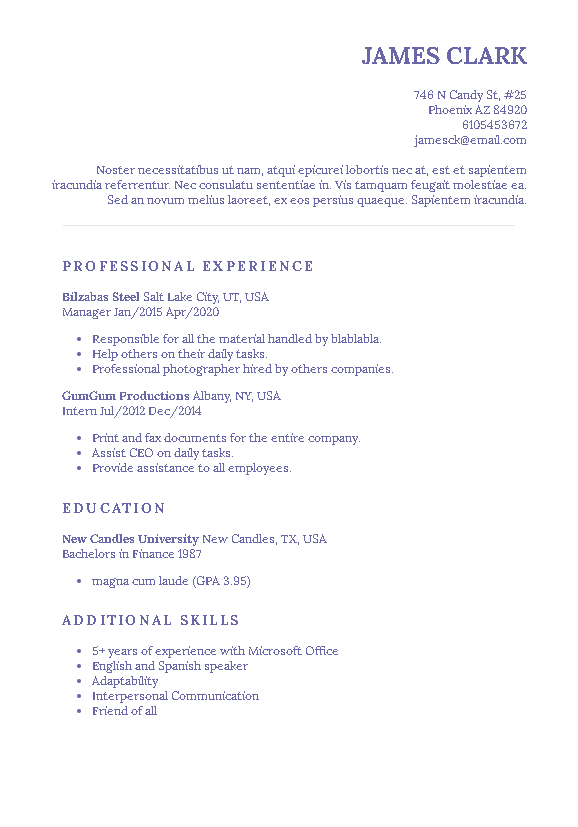 JAMES CLARK
746 N Candy St, #25
Phoenix AZ 84920
6105453672
jamesck@email.com
Noster necessitatibus ut nam, atqui epicurei lobortis nec at, est et sapientem
iracundia referrentur. Nec consulatu sententiae in. Vis tamquam feugait molestiae ea.
Sed an novum melius laoreet, ex eos persius quaeque. Sapientem iracundia.
PROFESSIONAL EXPERIENCE
Bilzabas Steel Salt Lake City, UT, USA
Manager Jan/2015 Apr/2020
• Responsible for all the material handled by blablabla.
• Help others on their daily tasks.
• Professional photographer hired by others companies.
GumGum Productions Albany, NY, USA
Intern Jul/2012 Dec/2014
• Print and fax documents for the entire company.
• Assist CEO on daily tasks.
• Provide assistance to all employees.
EDUCATION
New Candles University New Candles, TX, USA
Bachelors in Finance 1987
• magna cum laude (GPA 3.95)
ADDITIONAL SKILLS
• 5+ years of experience with Microsoft Office
• English and Spanish speaker
• Adaptability
• Interpersonal Communication
• Friend of all